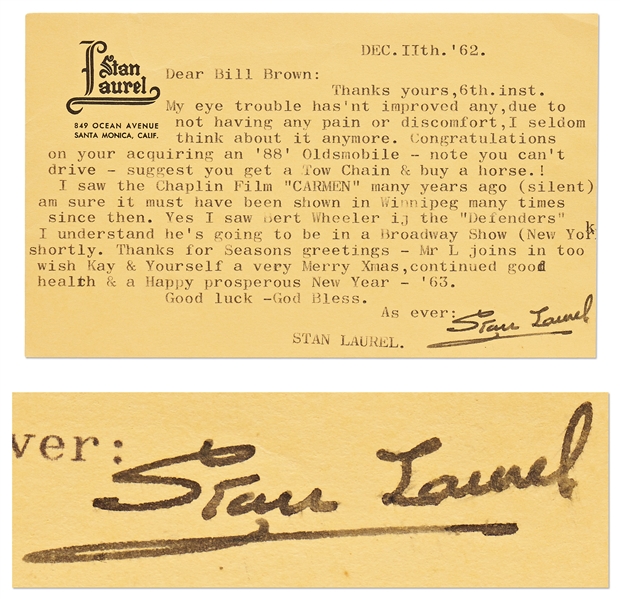 Stan
Laurel
849 OCEAN AVENUE
SANTA MONICA, CALIF.
DEC.IIth.'62.
Dear Bill Brown:
Thanks yours,6th.inst.
My eye trouble has'nt improved any,due to
not having any pain or discomfort,I seldom
think about it anymore. Congratulations
on your acquiring an '88' Oldsmobile - note you can't
drive - suggest you get a Tow Chain & buy a horse.!
I saw the Chaplin Film "CARMEN" many years ago (silent)
am sure it must have been shown in Winnipeg many times
since then. Yes I saw Bert Wheeler in the "Defenders"
I understand he's going to be in a Broadway Show (New York
shortly. Thanks for Seasons greetings - Mr L joins in too
wish Kay & Yourself a very Merry Xmas,continued good
health & a Happy prosperous New Year - '63.
Good luck -God Bless.
As ever:
Stan Laurel
STAN LAUREL.
ver:
Stan Laurel